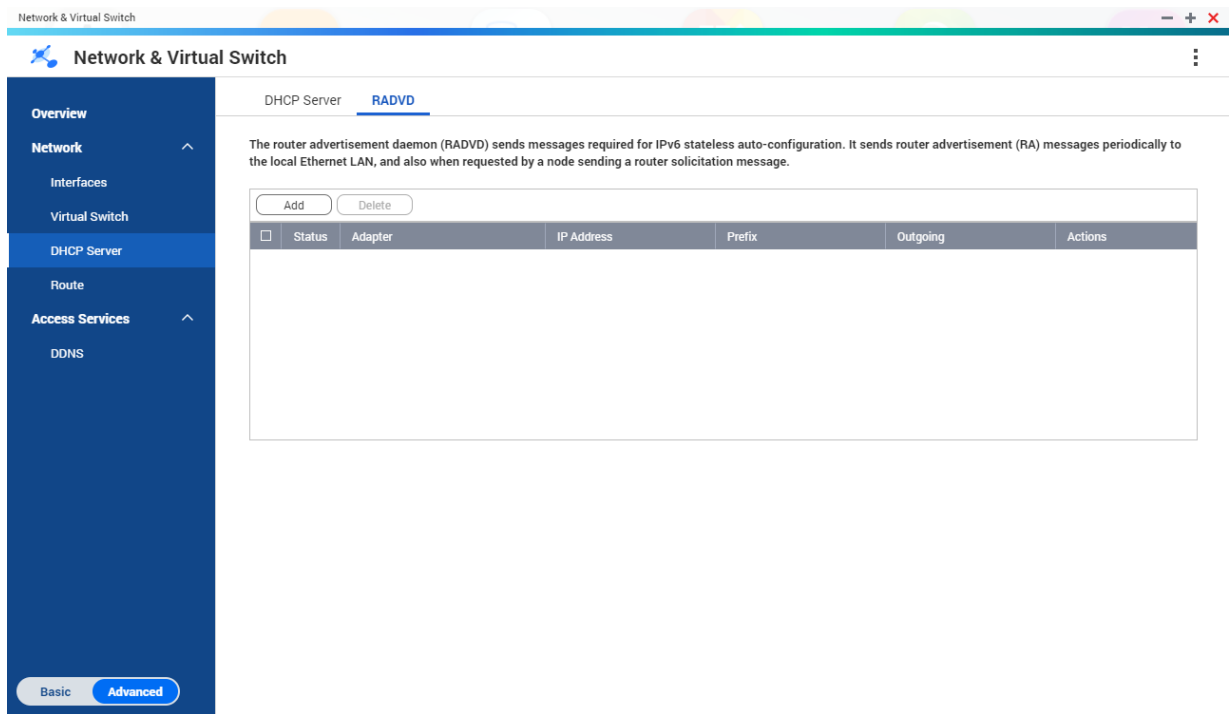 Network & Virtual Switch
Network & Virtual Switch
Overview
Network
Interfaces
Virtual Switch
DHCP Server
Route
Access Services
DDNS
Basic
Advanced
DHCP Server
RADVD
The router advertisement daemon (RADVD) sends messages required for IPv6 stateless auto-configuration. It sends router advertisement (RA) messages periodically to
the local Ethernet LAN, and also when requested by a node sending a router solicitation message.
Add
Delete
Status
Adapter
IP Address
Prefix
Outgoing
Actions